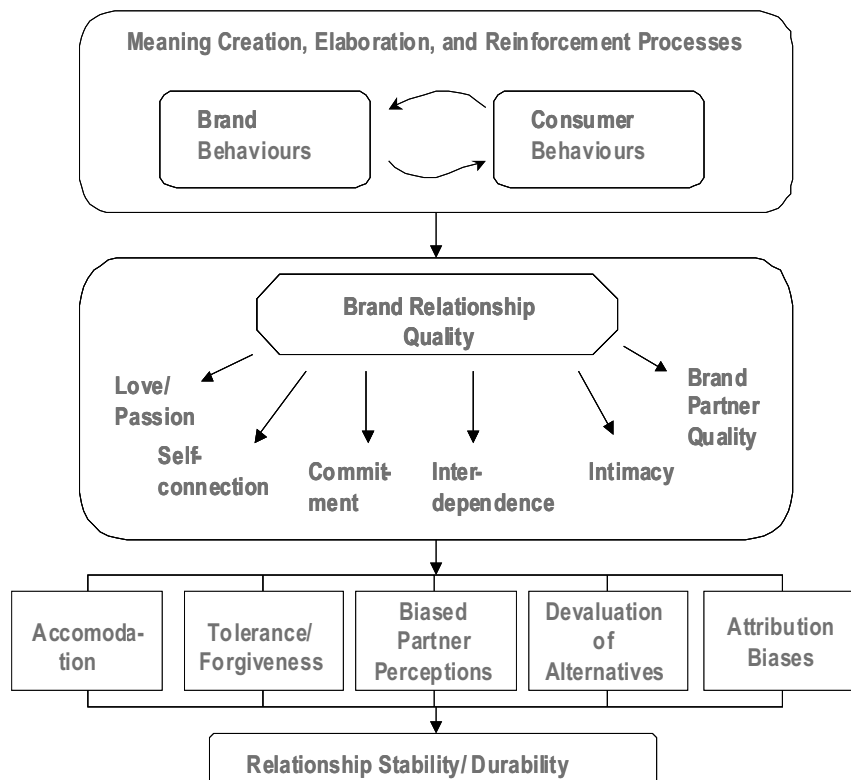 Meaning Creation, Elaboration, and Reinforcement Processes
Brand
Behaviours
Consumer
Behaviours
Brand Relationship
Quality
Love/
Passion
Self-
connection
Commit-
ment
Inter-
dependence
Intimacy
Brand
Partner
Quality
Accomoda-
tion
Tolerance/
Forgiveness
Biased
Partner
Perceptions
Devaluation
of
Alternatives
Attribution
Biases
Relationship Stability/ Durability